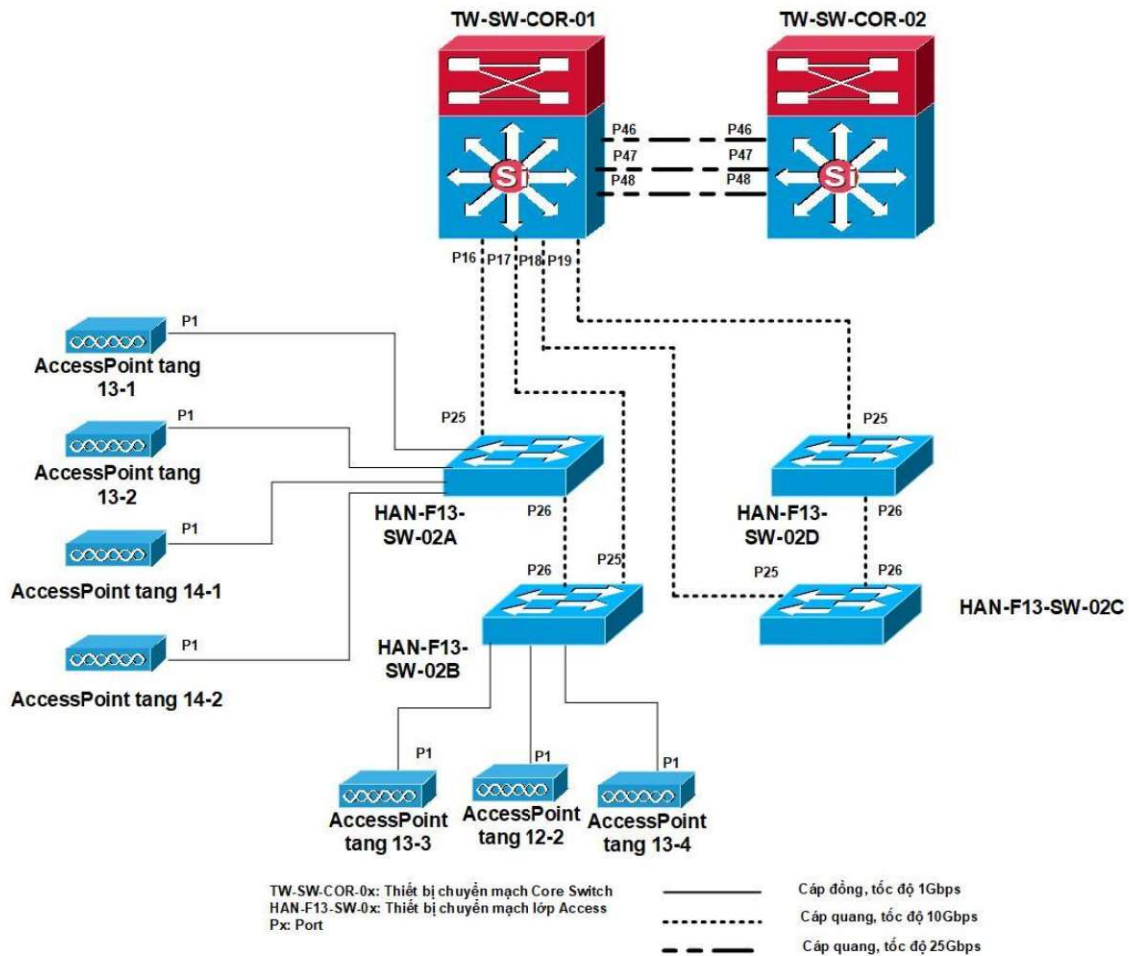 TW-SW-COR-01
TW-SW-COR-02
P46
P46
P47
P47
P48
P48
Si
Si
P16
P17
P18
P19
P1
AccessPoint tang
13-1
P1
AccessPoint tang
13-2
P1
AccessPoint tang 14-1
P1
AccessPoint tang 14-2
P25
HAN-F13-
SW-02A
P26
P25
HAN-F13-
SW-02D
P26
P26
P25
HAN-F13-
SW-02B
P25
P26
HAN-F13-SW-02C
P1
AccessPoint
tang 13-3
P1
AccessPoint
tang 12-2
P1
AccessPoint
tang 13-4
TW-SW-COR-0x: Thiết bị chuyển mạch Core Switch
HAN-F13-SW-0x: Thiết bị chuyển mạch lớp Access
Px: Port
Cáp đồng, tốc độ 1Gbps
Cáp quang, tốc độ 10Gbps
Cáp quang, tốc độ 25Gbps